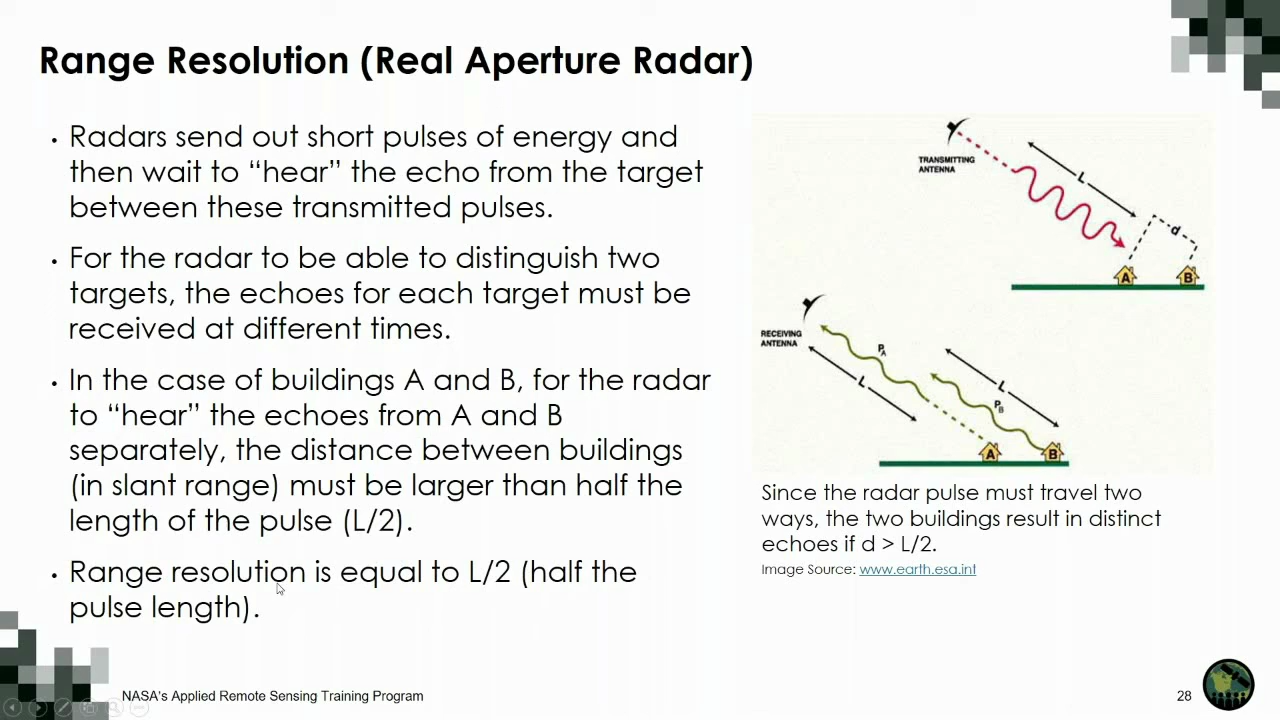 Range Resolution (Real Aperture Radar)
• Radars send out short pulses of energy and
then wait to “hear” the echo from the target
between these transmitted pulses.
• For the radar to be able to distinguish two
targets, the echoes for each target must be
received at different times.
• In the case of buildings A and B, for the radar
to “hear” the echoes from A and B
separately, the distance between buildings
(in slant range) must be larger than half the
length of the pulse (L/2).
• Range resolution is equal to L/2 (half the
pulse length).
TRANSMITTING
ANTENNA
L
d
A
B
RECEIVING
ANTENNA
PA
L
L
PB
A
B
Since the radar pulse must travel two
ways, the two buildings result in distinct
echoes if d > L/2.
Image Source: www.earth.esa.int
NASA's Applied Remote Sensing Training Program
28